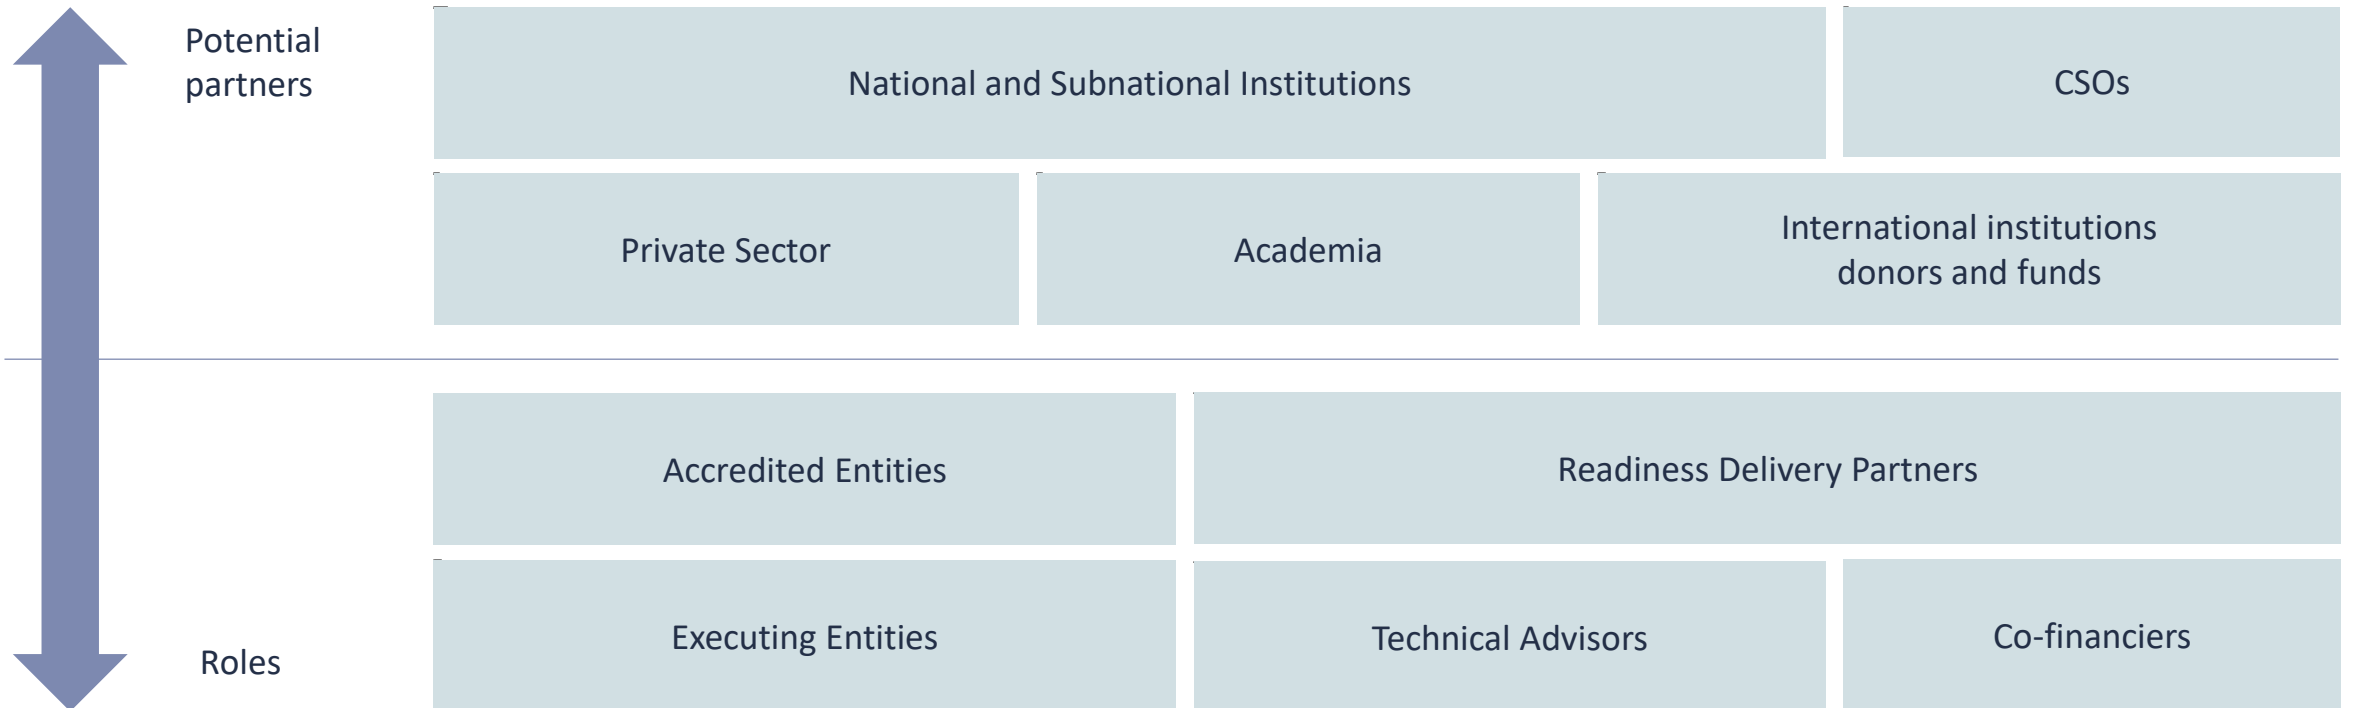 Potential
partners
National and Subnational Institutions
CSOs
Private Sector
Academia
International institutions
donors and funds
Accredited Entities
Readiness Delivery Partners
Executing Entities
Technical Advisors
Co-financiers
Roles